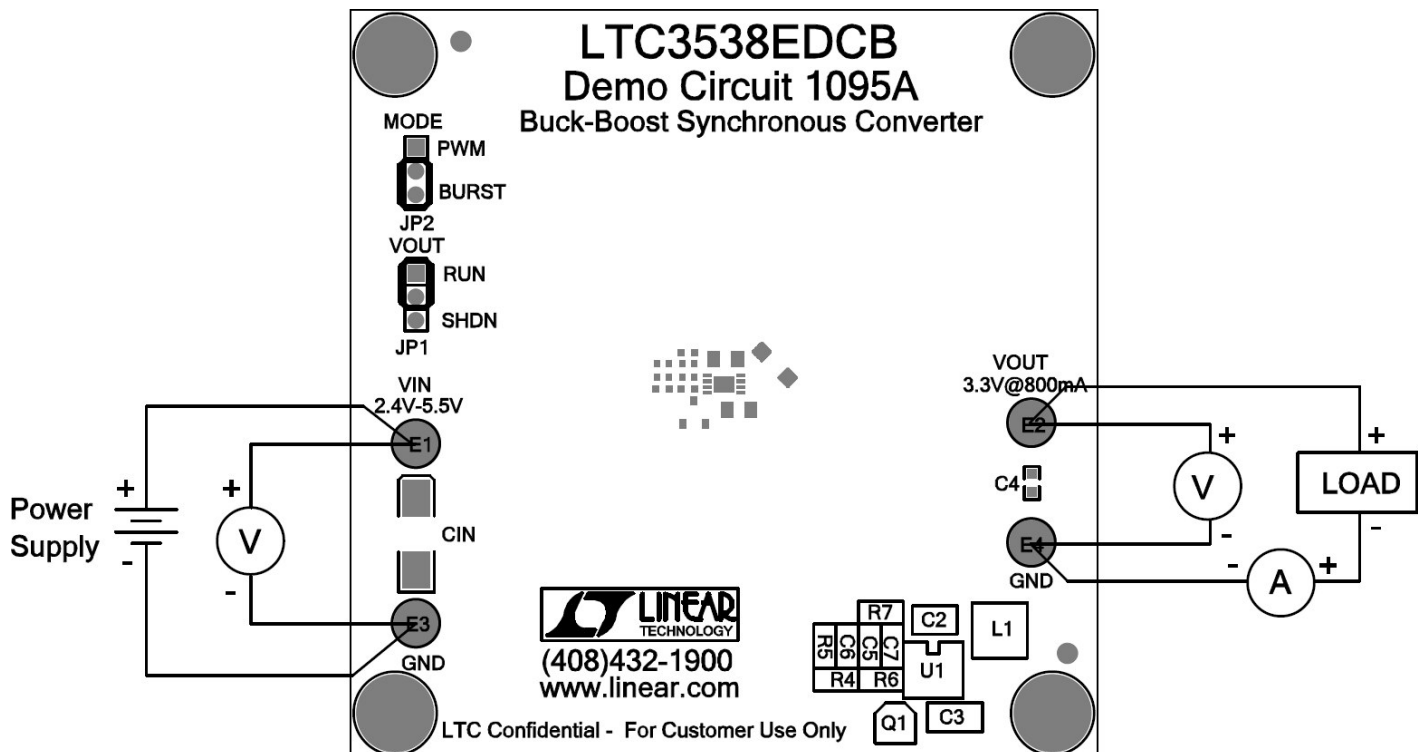 LTC3538EDCB
Demo Circuit 1095A
Buck-Boost Synchronous Converter
MODE
PWM
BURST
JP2
VOUT
RUN
SHDN
JP1
VIN
2.4V-5.5V
E1
+
+
Power
Supply
V
CIN
-
-
E3
GND
VOUT
3.3V@800mA
E2
+
+
C4
V
LOAD
-
-
E4
GND
-
A
+
LINEAR
TECHNOLOGY
(408)432-1900
www.linear.com
R7
C2
L1
R5
C6
C5
C7
U1
R4
R6
Q1
C3
LTC Confidential - For Customer Use Only